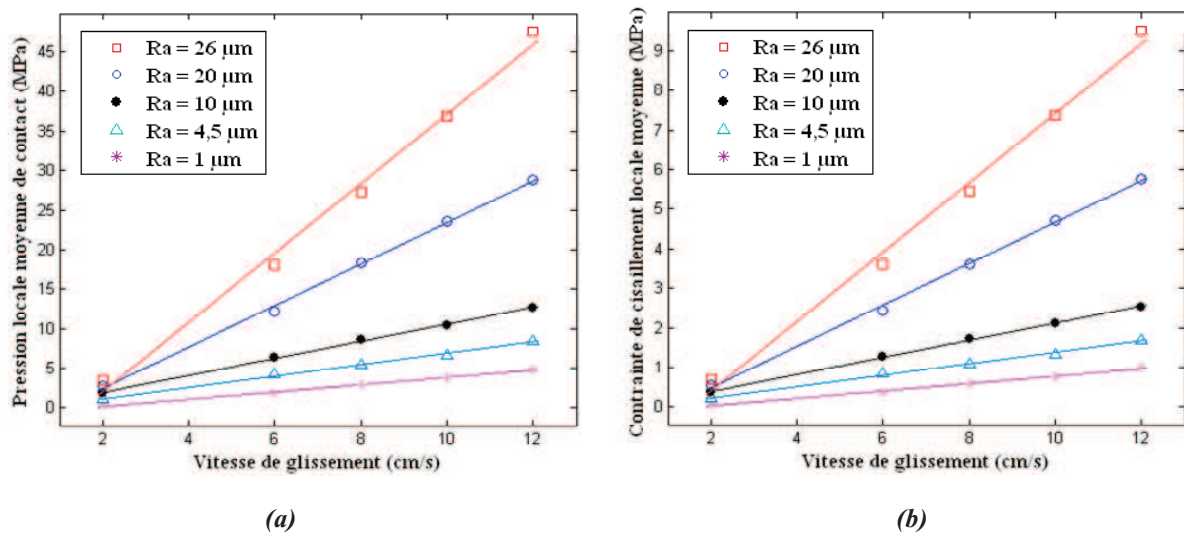 Pression locale moyenne de contact (MPa)
45
40
35
30
25
20
15
10
5
0
Ra = 26 µm
Ra = 20 µm
Ra = 10 µm
Ra = 4,5 µm
Ra = 1 µm
2
4
6
8
10
12
Vitesse de glissement (cm/s)
(a)
Contrainte de cisaillement locale moyenne (MPa)
9
8
7
6
5
4
3
2
1
0
Ra = 26 µm
Ra = 20 µm
Ra = 10 µm
Ra = 4,5 µm
Ra = 1 µm
2
4
6
8
10
12
Vitesse de glissement (cm/s)
(b)